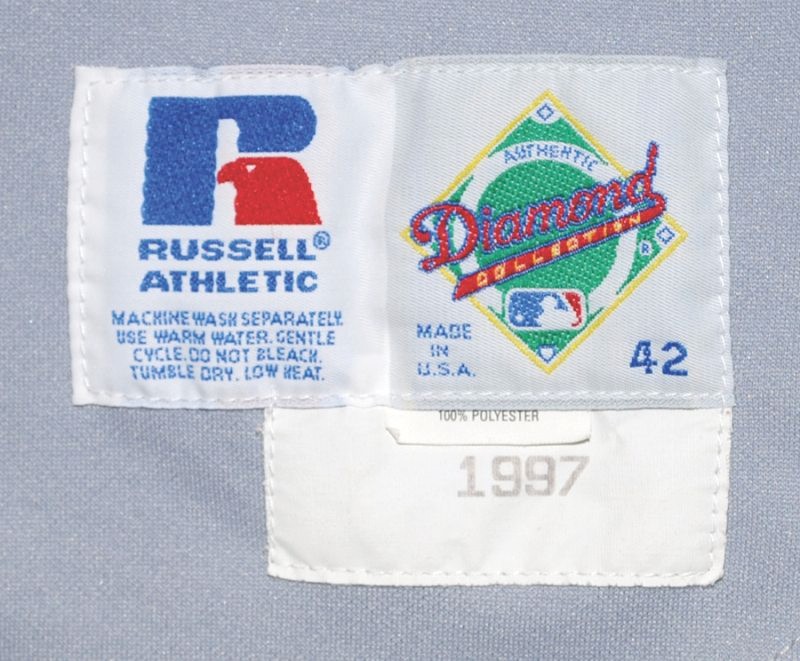 RUSSELL®
ATHLETIC
MACHINE WASH SEPARATELY.
USE WARM WATER. GENTLE
CYCLE. DO NOT BLEACH.
TUMBLE DRY. LOW HEAT.
AUTHENTIC
Diamond
COLLECTION
®
MADE
IN
U.S.A.
42
100% POLYESTER
1997